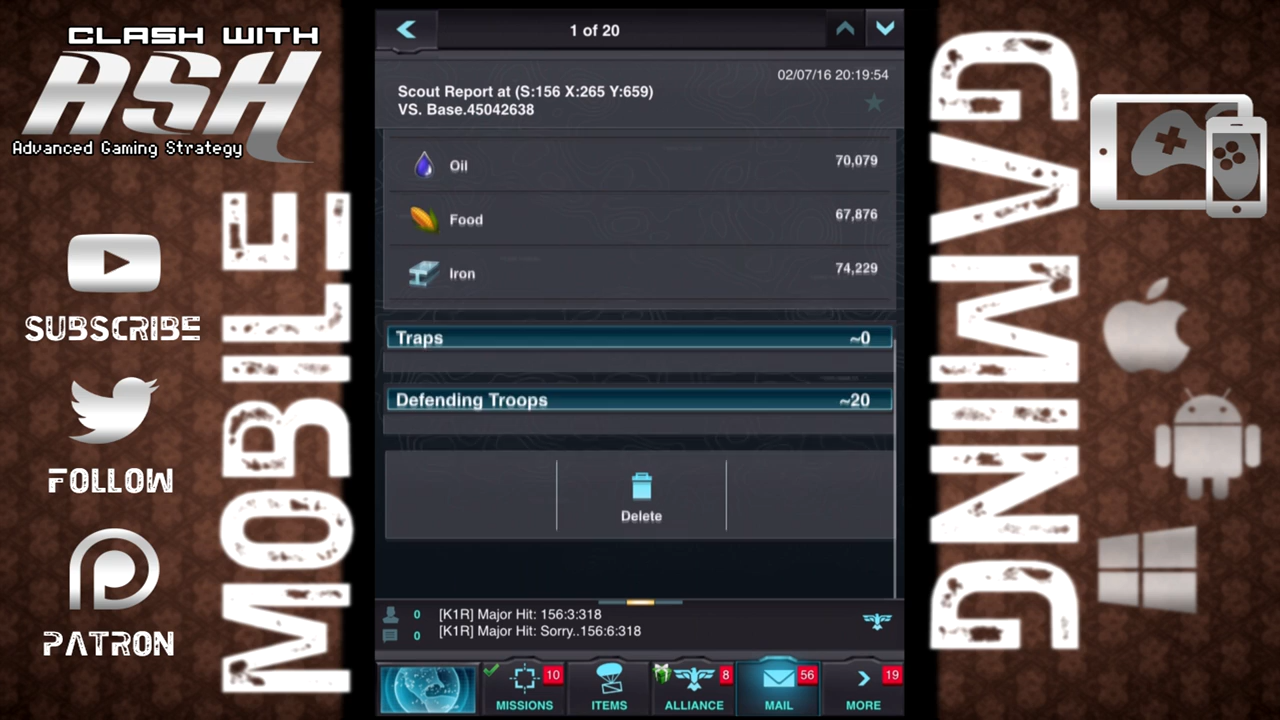 CLASH WITH
ASH
Advanced Gaming Strategy
SUBSCRIBE
FOLLOW
PATRON
MOBILE
1 of 20
02/07/16 20:19:54
Scout Report at (S:156 X:265 Y:659)
VS. Base.45042638
Oil 70,079
Food 67,876
Iron 74,229
Traps ~0
Defending Troops ~20
Delete
0 [K1R] Major Hit: 156:3:318
0 [K1R] Major Hit: Sorry..156:6:318
10 8 56 19
MISSIONS ITEMS ALLIANCE MAIL MORE
GAMING